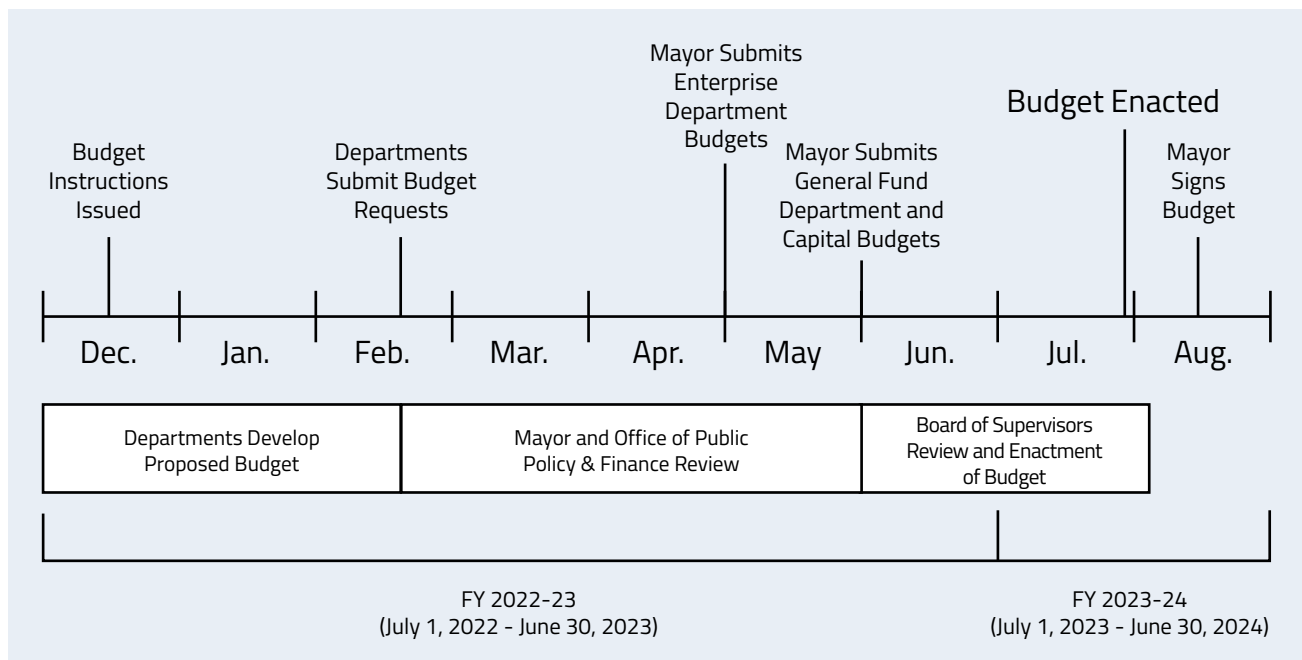 Mayor Submits
Enterprise
Department
Budgets
Budget Enacted
Budget
Instructions
Issued
Departments
Submit Budget
Requests
Mayor Submits
General Fund
Department and
Capital Budgets
Mayor
Signs
Budget
Dec.
Jan.
Feb.
Mar.
Apr.
May
Jun.
Jul.
Aug.
Departments Develop
Proposed Budget
Mayor and Office of Public
Policy & Finance Review
Board of Supervisors
Review and Enactment
of Budget
FY 2022-23
(July 1, 2022 - June 30, 2023)
FY 2023-24
(July 1, 2023 - June 30, 2024)